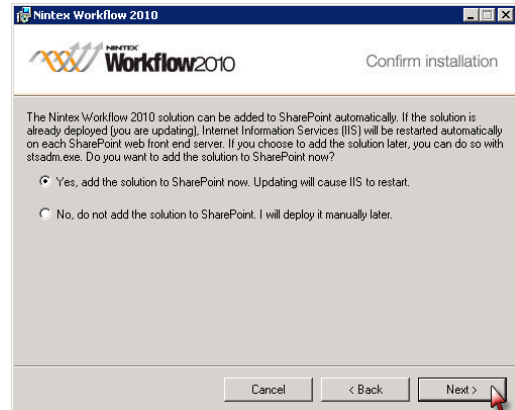 Nintex Workflow 2010
NINTEX
Workflow2010
Confirm installation
The Nintex Workflow 2010 solution can be added to SharePoint automatically. If the solution is
already deployed (you are updating), Internet Information Services (IIS) will be restarted automatically
on each SharePoint web front end server. If you choose to add the solution later, you can do so with
stsadm.exe. Do you want to add the solution to SharePoint now?
Yes, add the solution to SharePoint now. Updating will cause IIS to restart.
No, do not add the solution to SharePoint. I will deploy it manually later.
Cancel
< Back
Next >